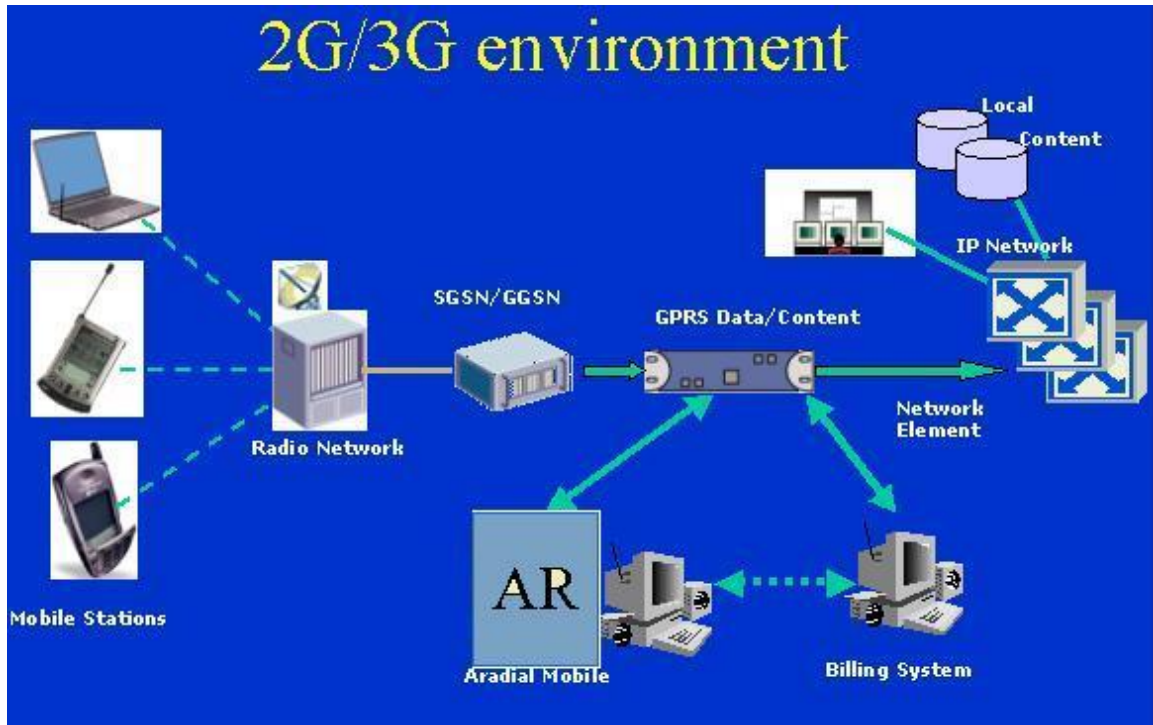 2G/3G environment
Local
Content
IP Network
SGSN/GGSN
GPRS Data/Content
Network
Element
Radio Network
AR
Mobile Stations
Aradial Mobile
Billing System